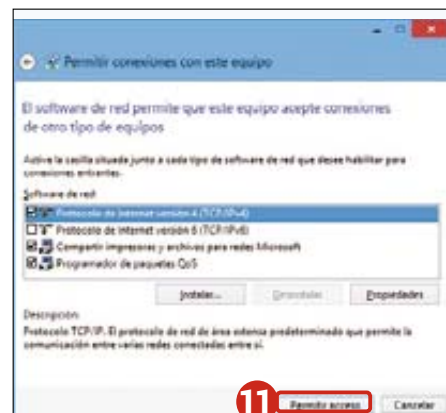 Permitir conexiones con este equipo
El software de red permite que este equipo acepte conexiones
de otro tipo de equipos
Active la casilla situada junto a cada tipo de software de red que desee habilitar para
conexiones entrantes.
Software de red:
Protocolo de Internet versión 4 (TCP/IPv4)
Protocolo de Internet versión 6 (TCP/IPv6)
Compartir impresoras y archivos para redes Microsoft
Programador de paquetes QoS
Instalar... Desinstalar Propiedades
Descripción:
Protocolo TCP/IP. El protocolo de red de área extensa predeterminado que permite la
comunicación entre varias redes conectadas entre sí.
11 Permitir acceso Cancelar